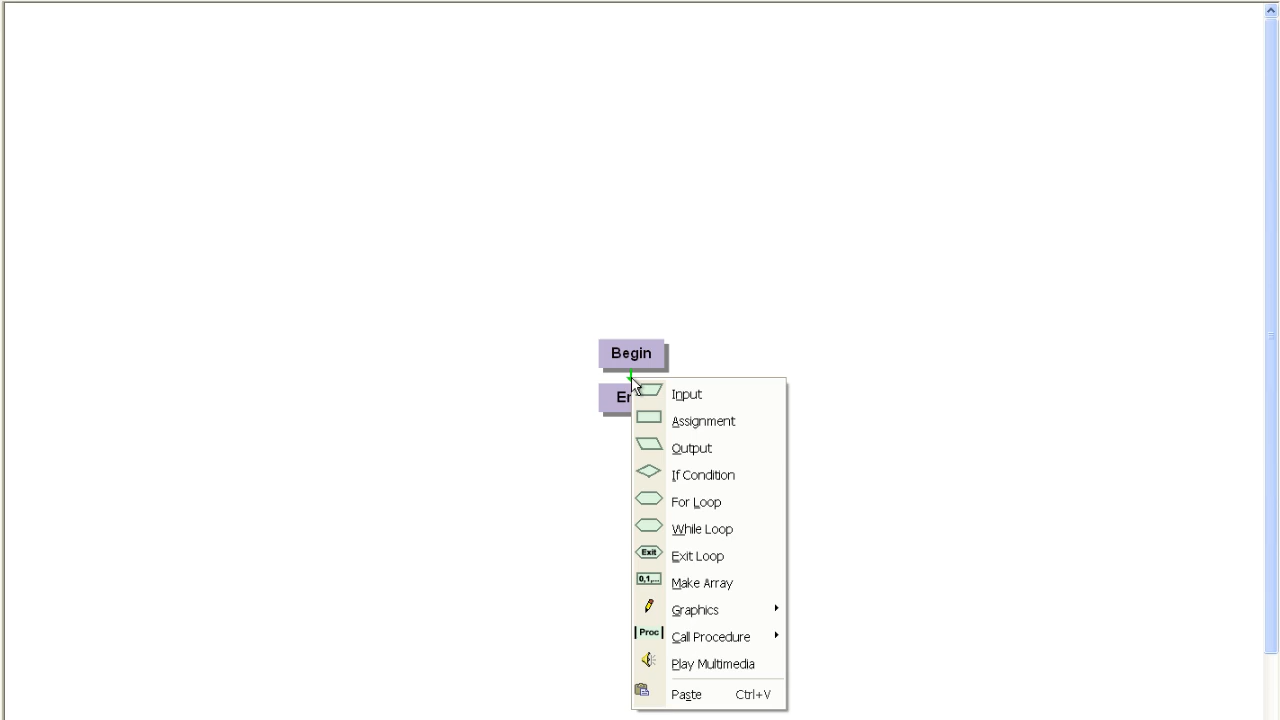 Begin
Input
Assignment
Output
If Condition
For Loop
While Loop
Exit Exit Loop
0,1,... Make Array
Graphics
Proc Call Procedure
Play Multimedia
Paste Ctrl+V